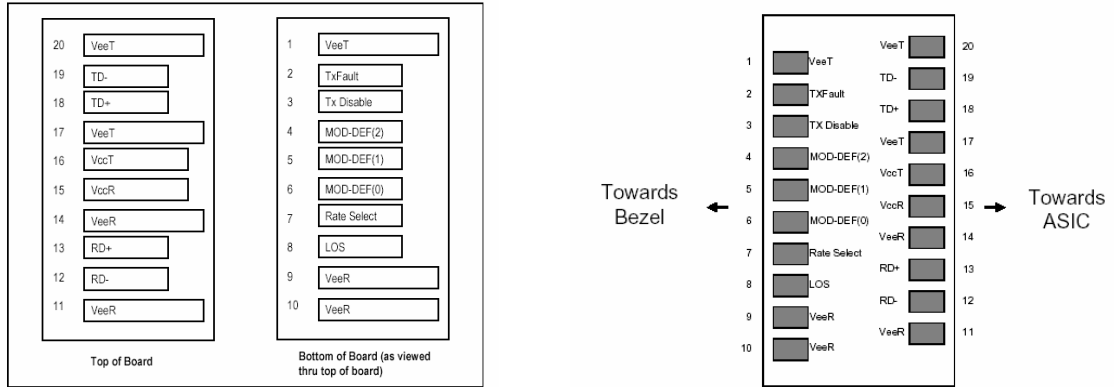 20 VeeT
19 TD-
18 TD+
17 VeeT
16 VccT
15 VccR
14 VeeR
13 RD+
12 RD-
11 VeeR
Top of Board
1 VeeT
2 TxFault
3 Tx Disable
4 MOD-DEF(2)
5 MOD-DEF(1)
6 MOD-DEF(0)
7 Rate Select
8 LOS
9 VeeR
10 VeeR
Bottom of Board (as viewed
thru top of board)
Towards
Bezel
1 VeeT
2 TXFault
3 TX Disable
4 MOD-DEF(2)
5 MOD-DEF(1)
6 MOD-DEF(0)
7 Rate Select
8 LOS
9 VeeR
10 VeeR
VeeT 20
TD- 19
TD+ 18
VeeT 17
VccT 16
VccR 15
VeeR 14
RD+ 13
RD- 12
VeeR 11
Towards
ASIC